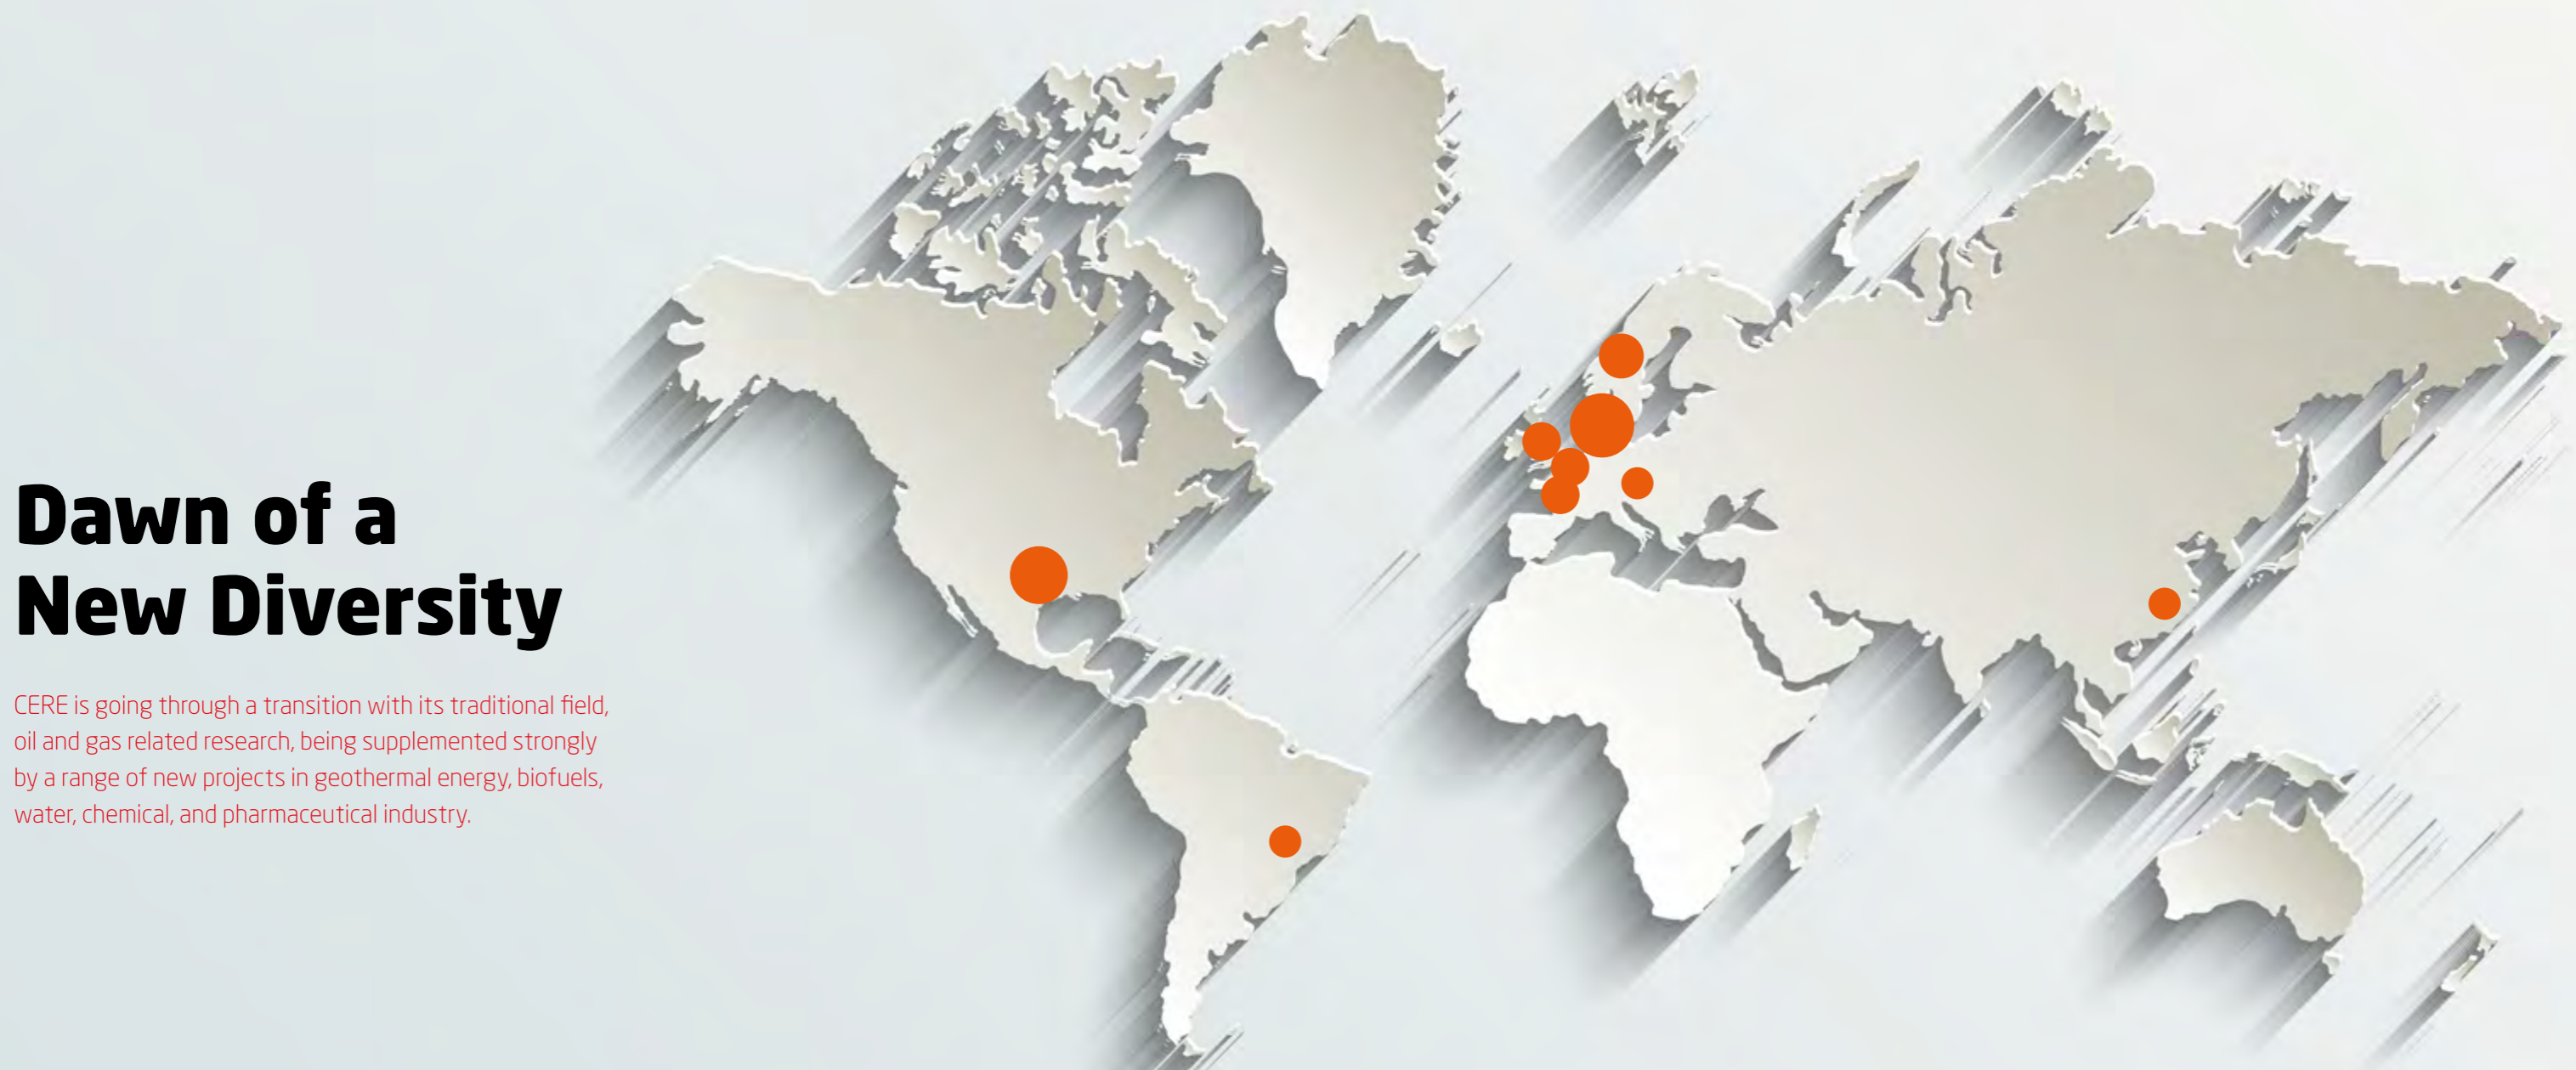 Dawn of a
New Diversity
CERE is going through a transition with its traditional field,
oil and gas related research, being supplemented strongly
by a range of new projects in geothermal energy, biofuels,
water, chemical, and pharmaceutical industry.